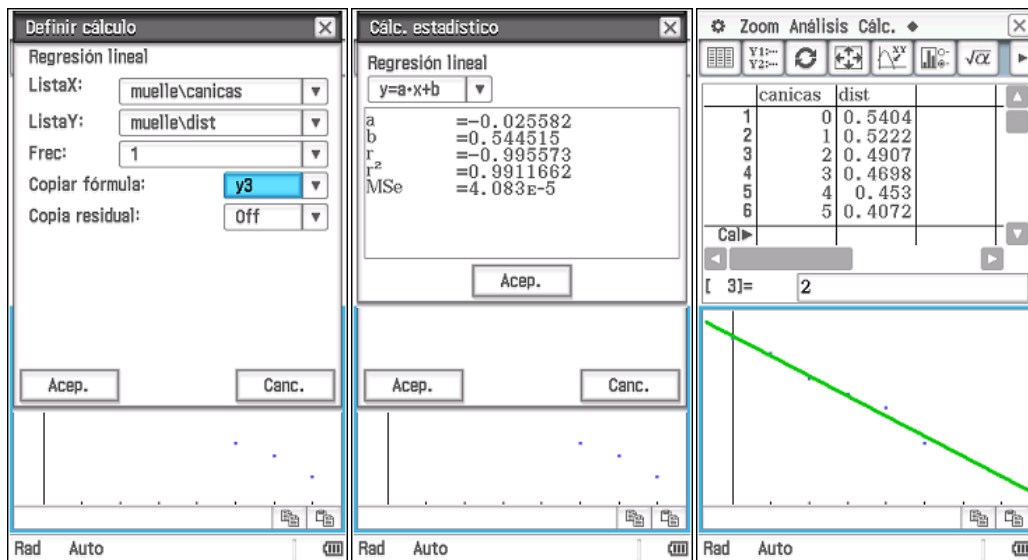 Definir cálculo
Regresión lineal
ListaX: muelle\canicas
ListaY: muelle\dist
Frec: 1
Copiar fórmula: y3
Copia residual: Off
Acep. Canc.
Rad Auto
Cálc. estadístico
Regresión lineal
y=a•x+b
a =-0.025582
b =0.544515
r =-0.995573
r² =0.9911662
MSe =4.083E-5
Acep.
Acep. Canc.
Rad Auto
Zoom Análisis Cálc.
Y1:…
Y2:…
XY
√α
canicas dist
1 0 0.5404
2 1 0.5222
3 2 0.4907
4 3 0.4698
5 4 0.453
6 5 0.4072
Cal▶
[ 3]= 2
Rad Auto